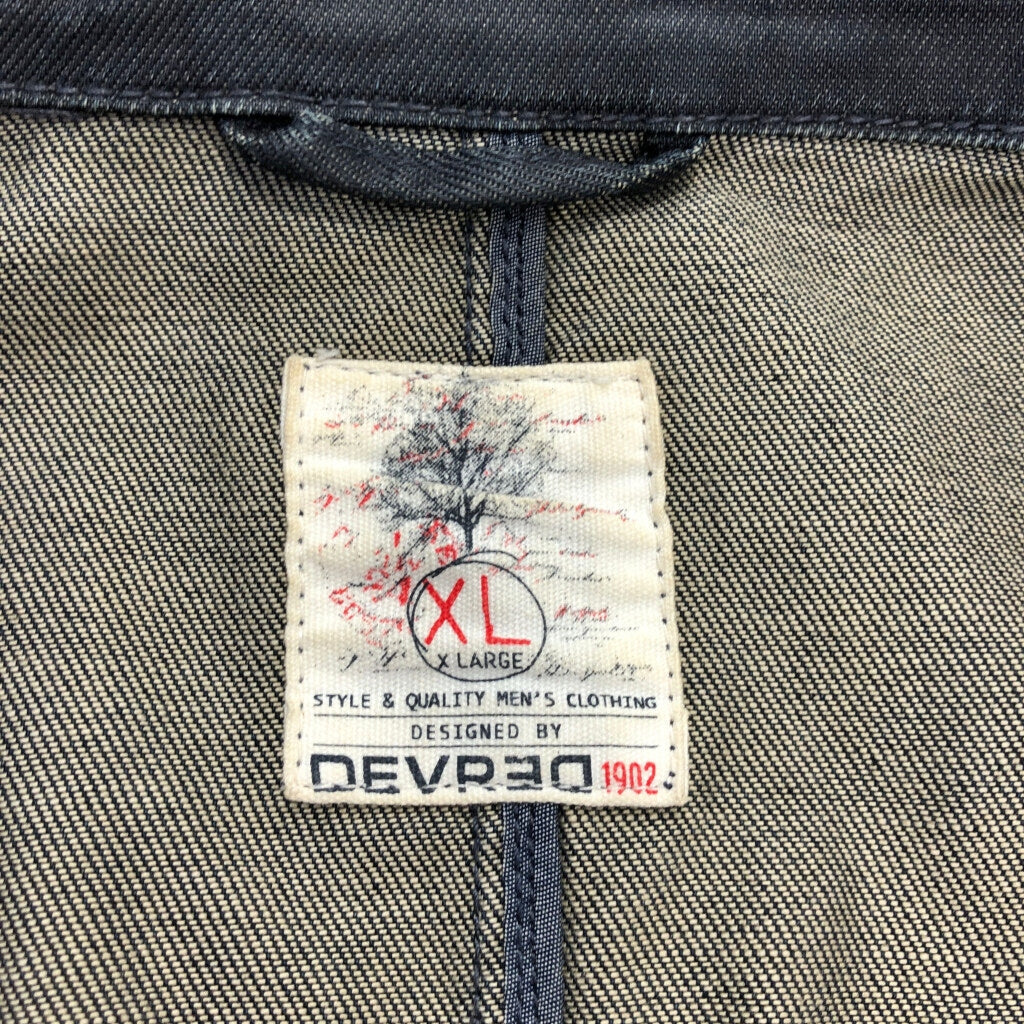 XL
X LARGE
STYLE & QUALITY MEN'S CLOTHING
DESIGNED BY
DEVRED 1902